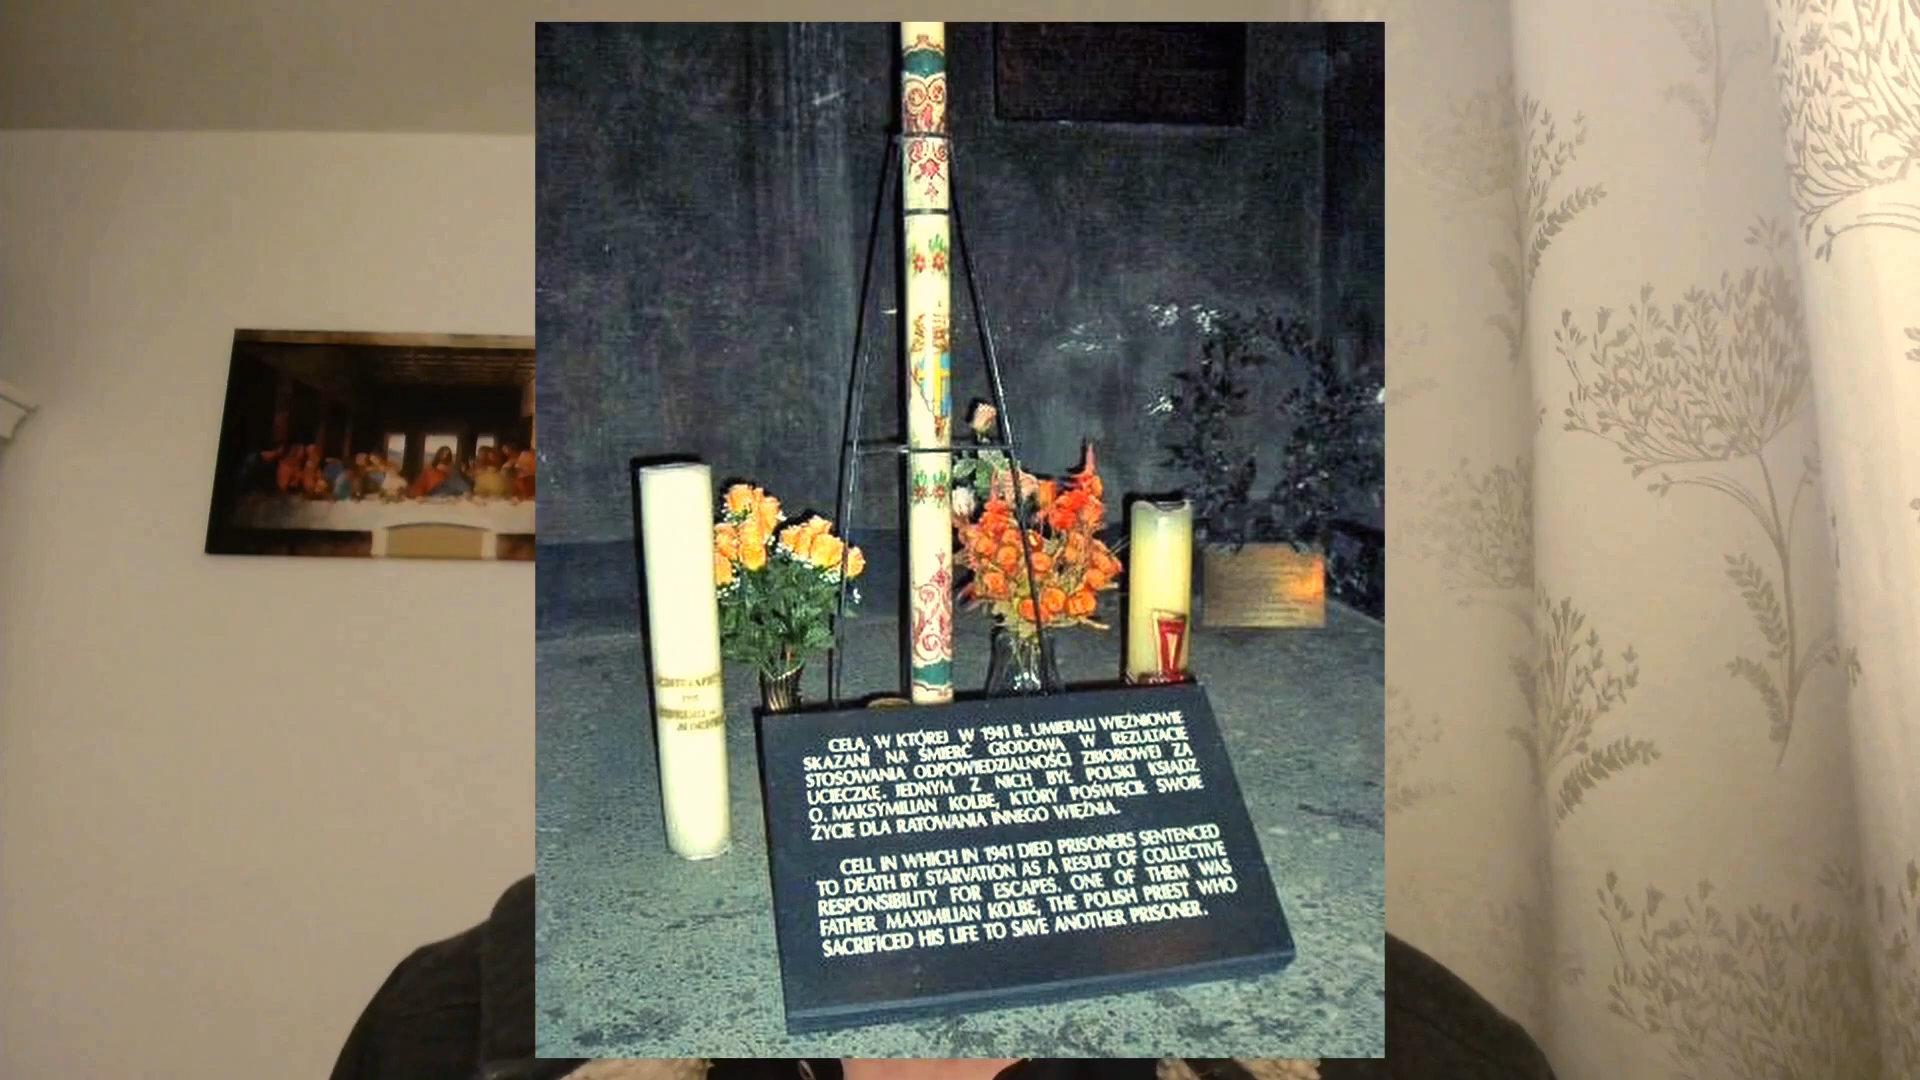 CELA, W KTÓREJ W 1941 R. UMIERALI WIĘŹNIOWIE
SKAZANI NA ŚMIERĆ GŁODOWĄ W REZULTACIE
STOSOWANIA ODPOWIEDZIALNOŚCI ZBIOROWEJ ZA
UCIECZKĘ. JEDNYM Z NICH BYŁ POLSKI KSIĄDZ
O. MAKSYMILIAN KOLBE, KTÓRY POŚWIĘCIŁ SWOJE
ŻYCIE DLA RATOWANIA INNEGO WIĘŹNIA.
CELL IN WHICH IN 1941 DIED PRISONERS SENTENCED
TO DEATH BY STARVATION AS A RESULT OF COLLECTIVE
RESPONSIBILITY FOR ESCAPES. ONE OF THEM WAS
FATHER MAXIMILIAN KOLBE, THE POLISH PRIEST WHO
SACRIFICED HIS LIFE TO SAVE ANOTHER PRISONER.